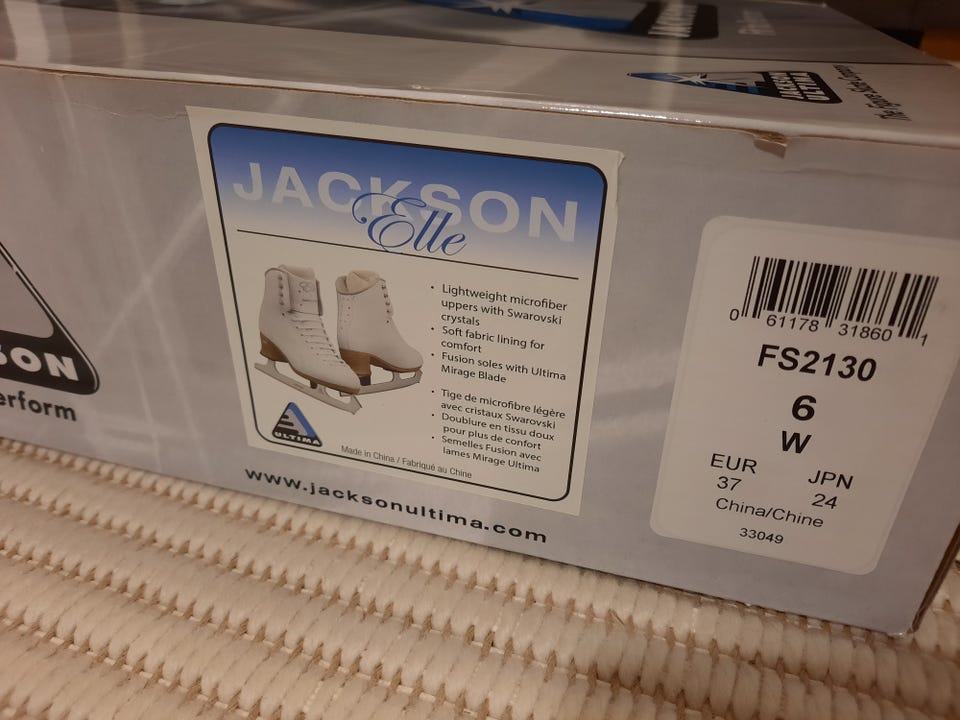 JACKSON
ULTIMA
SON
erform
JACKSON
Elle
• Lightweight microfiber
uppers with Swarovski
crystals
• Soft fabric lining for
comfort
• Fusion soles with Ultima
Mirage Blade
• Tige de microfibre légère
avec cristaux Swarovski
• Doublure en tissu doux
pour plus de confort
• Semelles Fusion avec
lames Mirage Ultima
ULTIMA
Made in China / Fabriqué au Chine
www.jacksonultima.com
0 61178 31860 1
FS2130
6
W
EUR JPN
37 24
China/Chine
33049